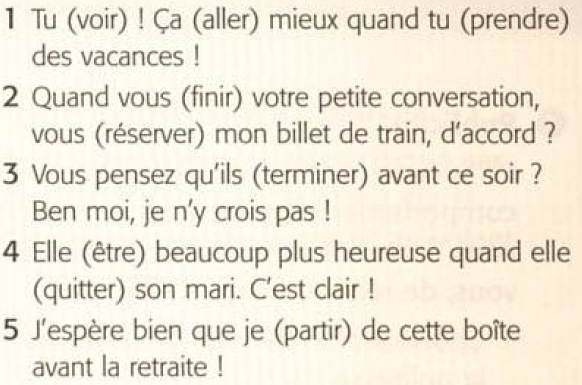 1 Tu (voir) ! Ça (aller) mieux quand tu (prendre)
des vacances !
2 Quand vous (finir) votre petite conversation,
vous (réserver) mon billet de train, d'accord ?
3 Vous pensez qu'ils (terminer) avant ce soir ?
Ben moi, je n'y crois pas !
4 Elle (être) beaucoup plus heureuse quand elle
(quitter) son mari. C'est clair !
5 J'espère bien que je (partir) de cette boîte
avant la retraite !